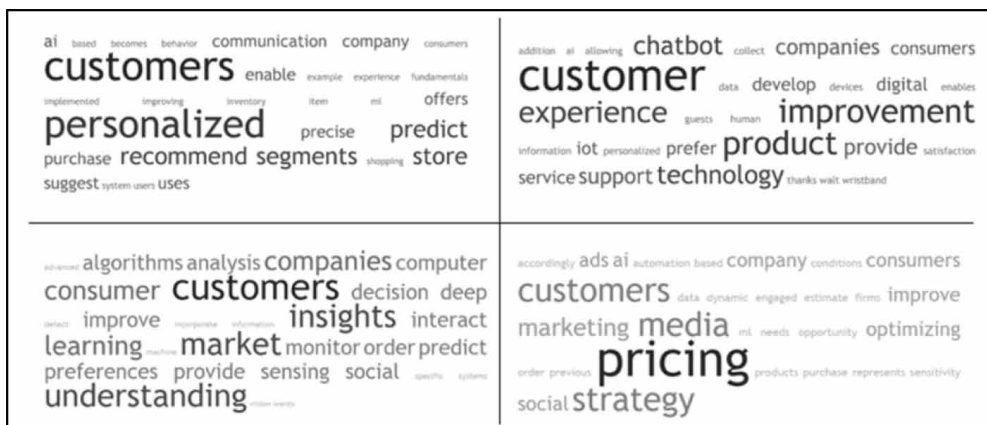 ai based becomes behavior communication company consumers
customers enable example experience fundamentals
implemented improving inventory item ml offers
personalized precise predict
purchase recommend segments shopping store
suggest system users uses
addition ai allowing chatbot collect companies consumers
customer data develop devices digital enables
experience guests human improvement
information iot personalized prefer product provide satisfaction
service support technology thanks wait wristband
advanced algorithms analysis companies computer
consumer customers decision deep
detect improve incorporate information insights interact
learning machine market monitor order predict
preferences provide sensing social specific systems
understanding
accordingly ads ai automation based company conditions consumers
customers data dynamic engaged estimate firms improve
marketing media ml needs opportunity optimizing
order previous pricing products purchase represents sensitivity
social strategy